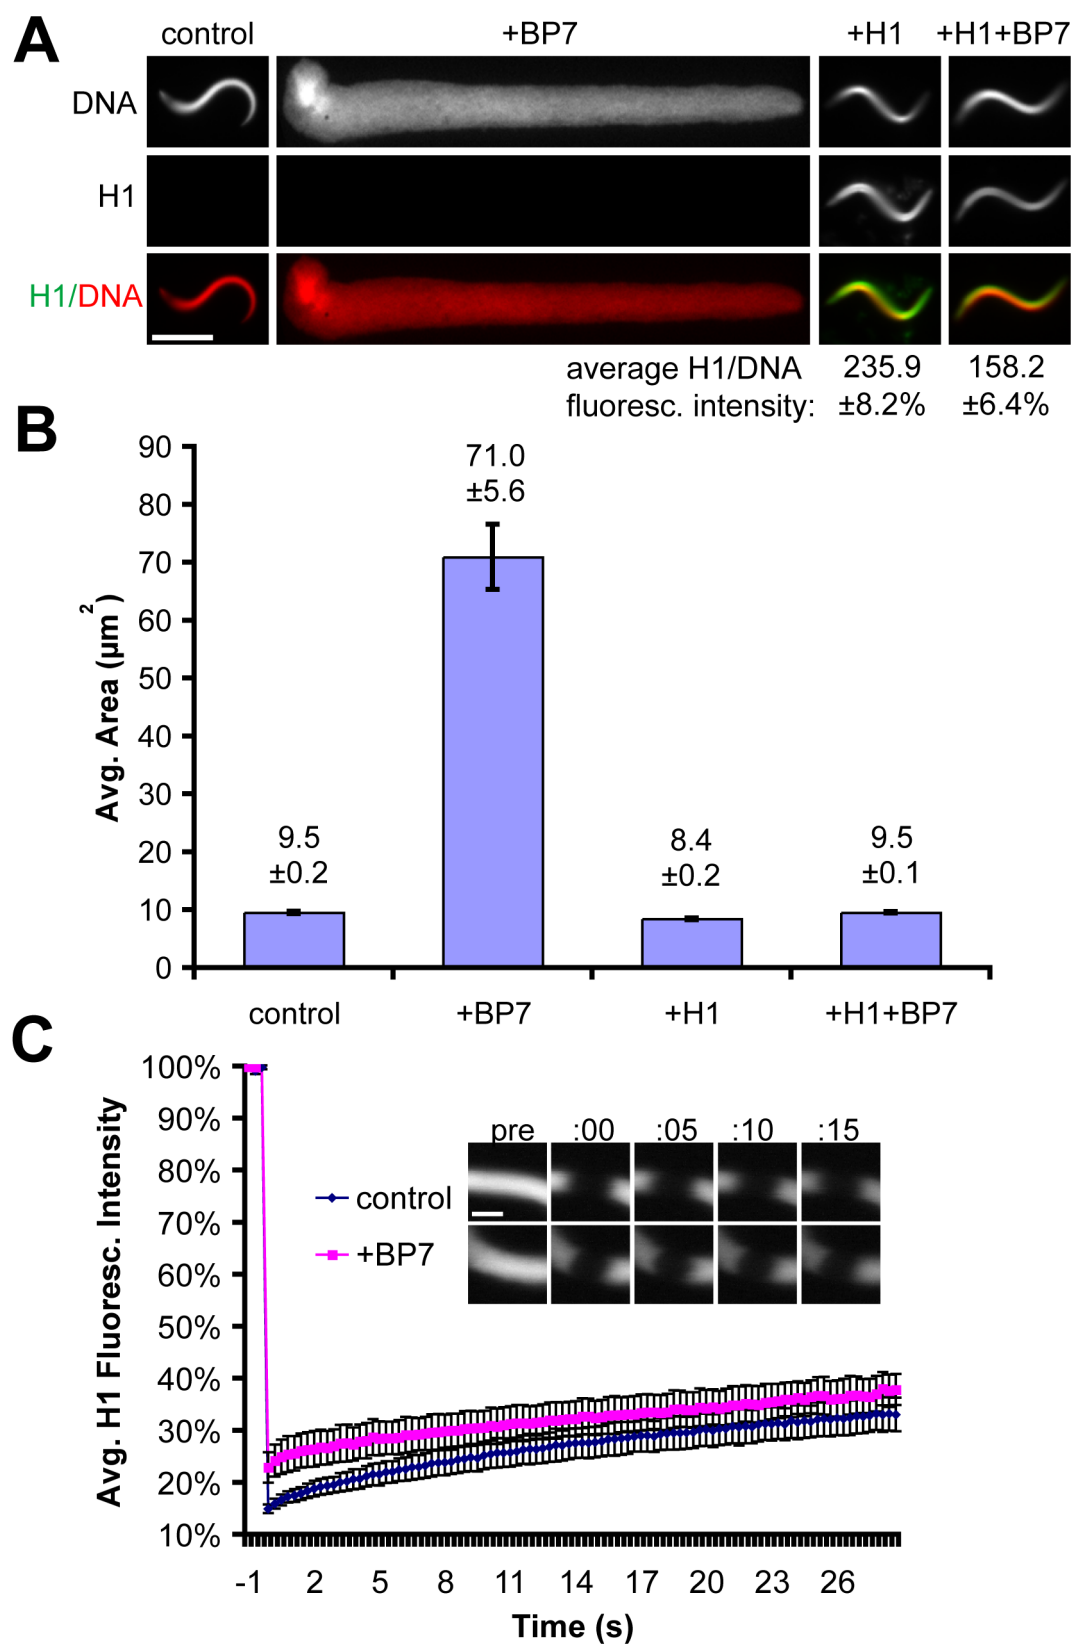 A
control +BP7 +H1 +H1+BP7
DNA
H1
H1/DNA
average H1/DNA 235.9 158.2
fluoresc. intensity: ±8.2% ±6.4%
B
Avg. Area (µm²)
90
80
70
60
50
40
30
20
10
0
9.5
±0.2
71.0
±5.6
8.4
±0.2
9.5
±0.1
control +BP7 +H1 +H1+BP7
C
Avg. H1 Fluoresc. Intensity
100%
90%
80%
70%
60%
50%
40%
30%
20%
10%
pre :00 :05 :10 :15
control
+BP7
-1 2 5 8 11 14 17 20 23 26
Time (s)